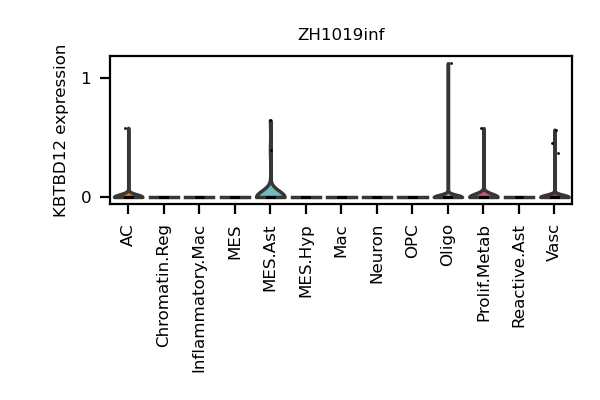 ZH1019inf
KBTBD12 expression
1
0
AC
Chromatin.Reg
Inflammatory.Mac
MES
MES.Ast
MES.Hyp
Mac
Neuron
OPC
Oligo
Prolif.Metab
Reactive.Ast
Vasc